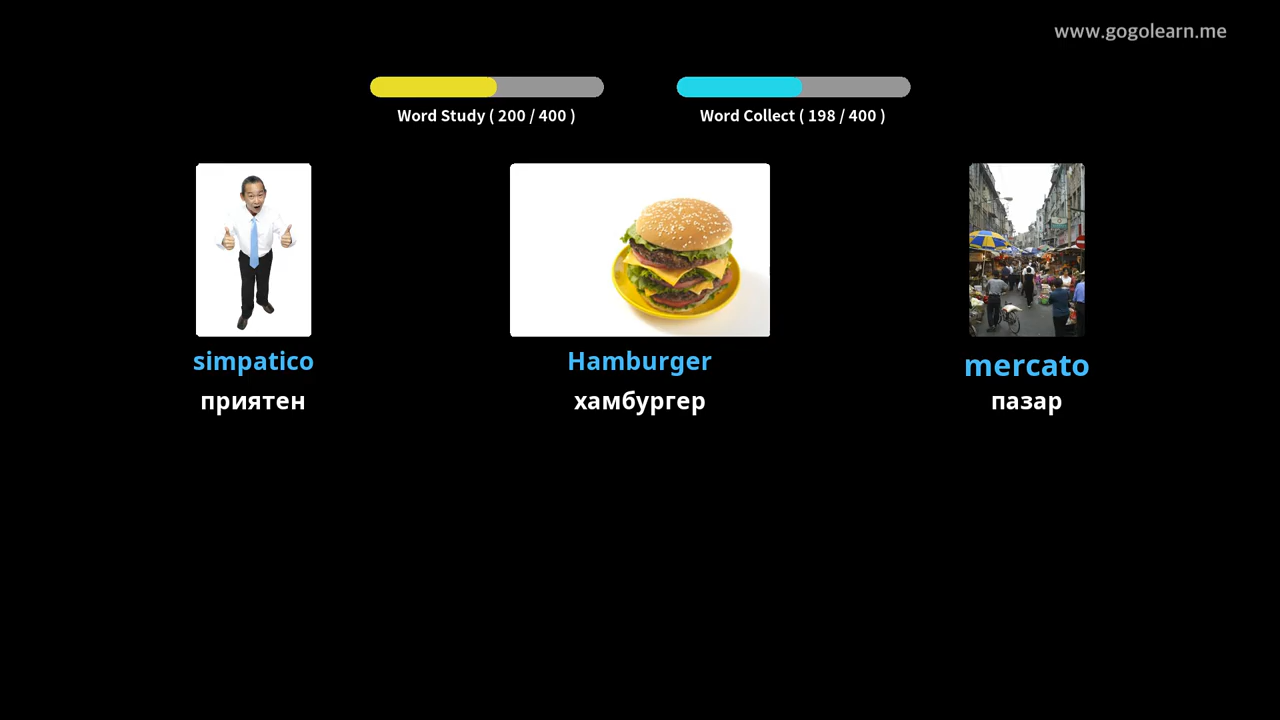 www.gogolearn.me
Word Study ( 200 / 400 )
Word Collect ( 198 / 400 )
simpatico
Hamburger
mercato
приятен
хамбургер
пазар